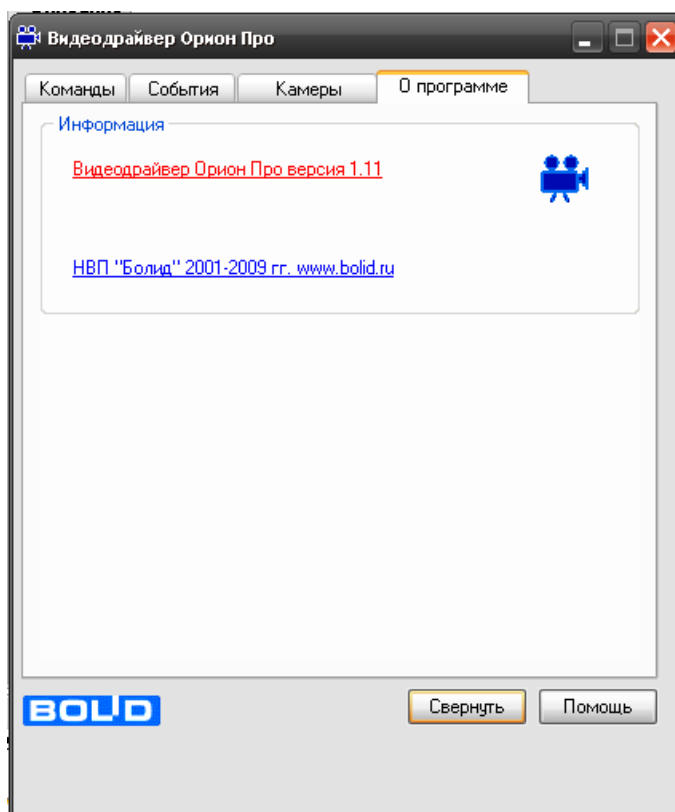 Видеодрайвер Орион Про
Команды События Камеры О программе
Информация
Видеодрайвер Орион Про версия 1.11
НВП "Болид" 2001-2009 гг. www.bolid.ru
BOLID
Свернуть Помощь